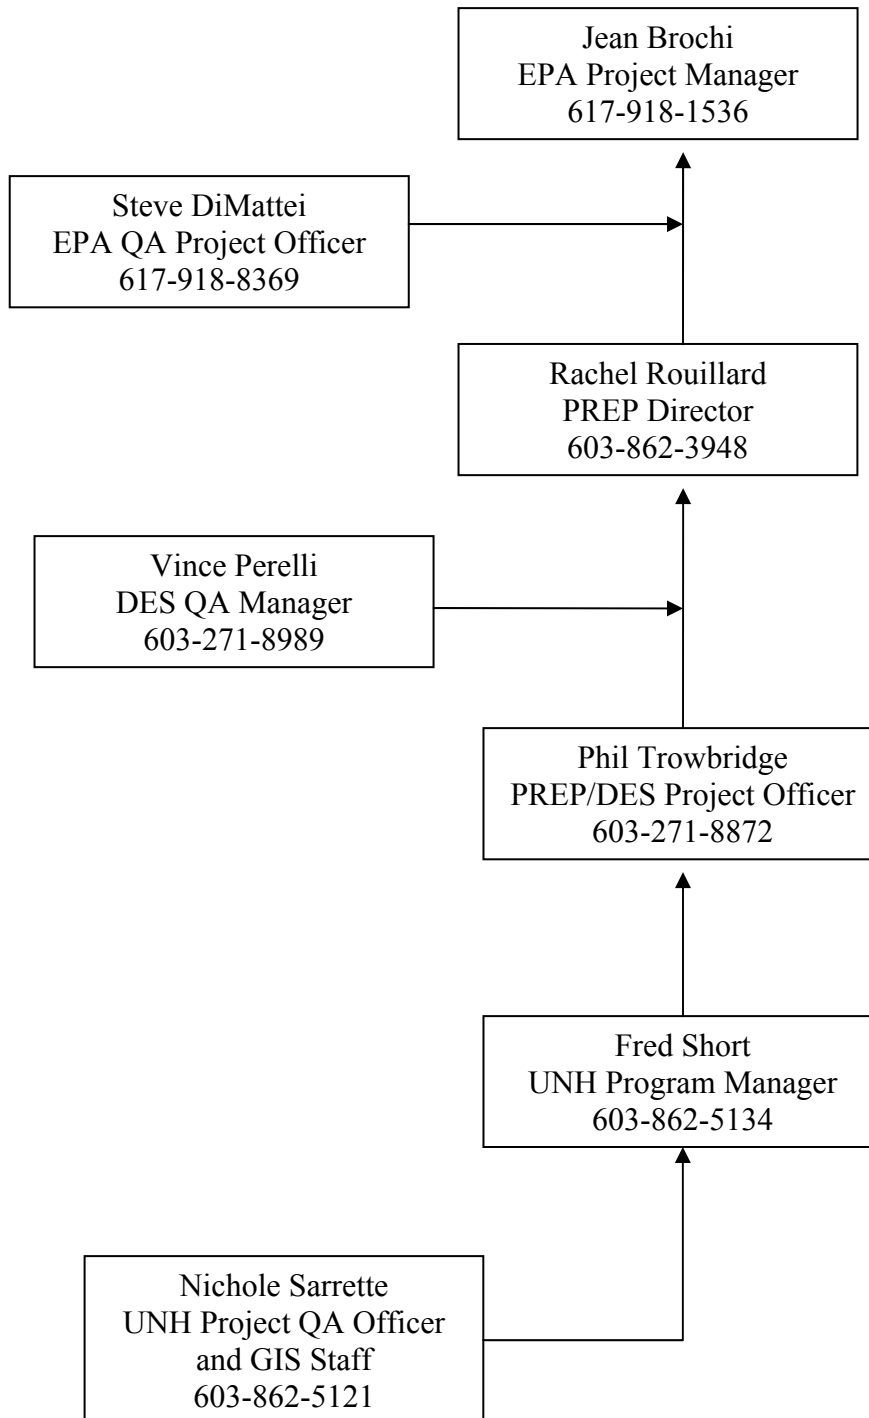 Jean Brochi
EPA Project Manager
617-918-1536
Steve DiMattei
EPA QA Project Officer
617-918-8369
Rachel Rouillard
PREP Director
603-862-3948
Vince Perelli
DES QA Manager
603-271-8989
Phil Trowbridge
PREP/DES Project Officer
603-271-8872
Fred Short
UNH Program Manager
603-862-5134
Nichole Sarrette
UNH Project QA Officer
and GIS Staff
603-862-5121